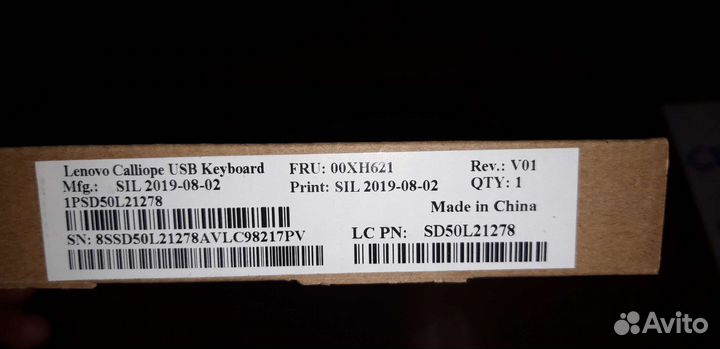 Lenovo Calliope USB Keyboard FRU: 00XH621 Rev.: V01
Mfg.: SIL 2019-08-02 Print: SIL 2019-08-02 QTY: 1
1PSD50L21278 Made in China
SN: 8SSD50L21278AVLC98217PV LC PN: SD50L21278
Avito